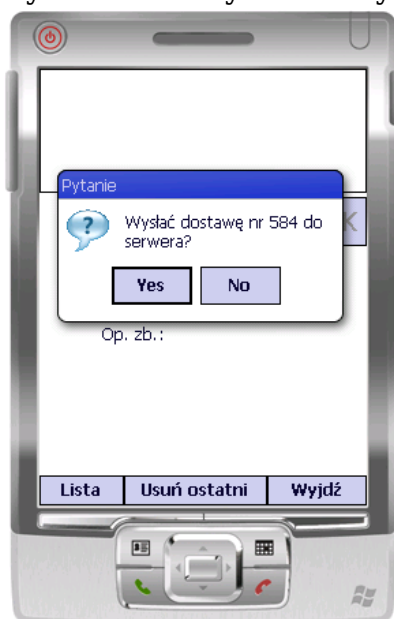 Pytanie
Wysłać dostawę nr 584 do
serwera?
Yes
No
K
Op. zb.:
Lista
Usuń ostatni
Wyjdź